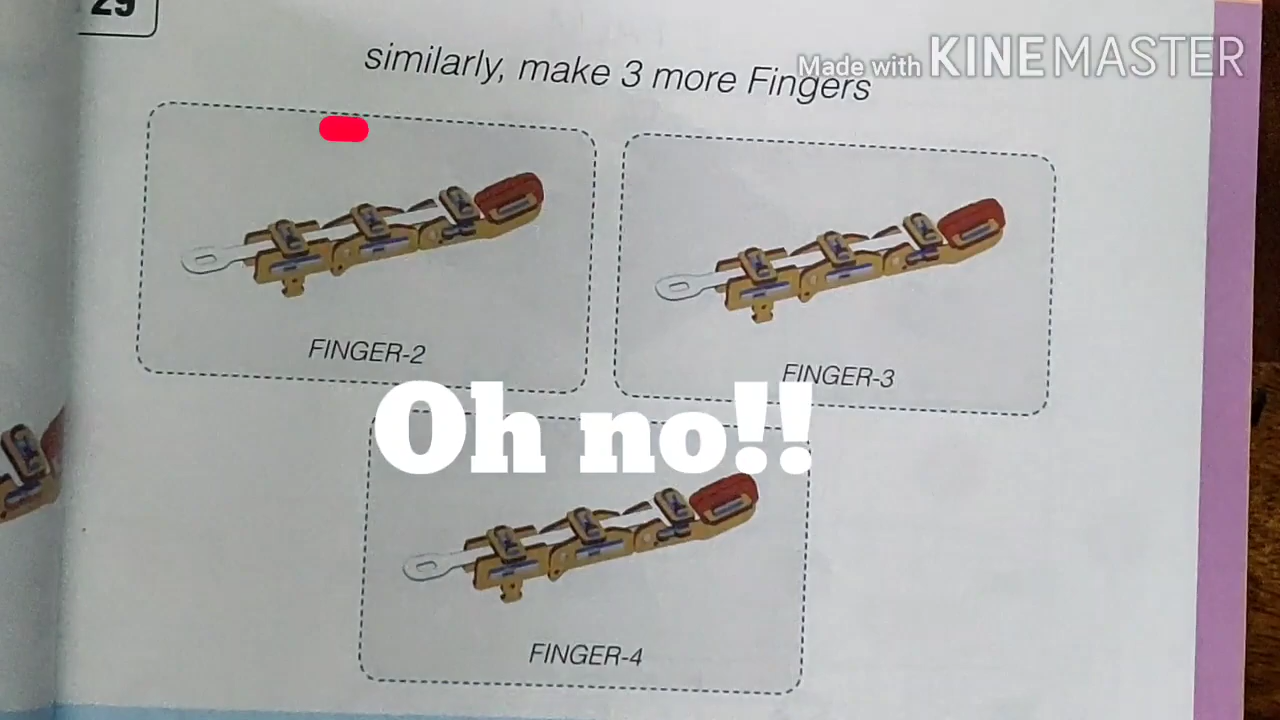 29
similarly, make 3 more Fingers
Made with KINEMASTER
FINGER-2
FINGER-3
Oh no!!
FINGER-4